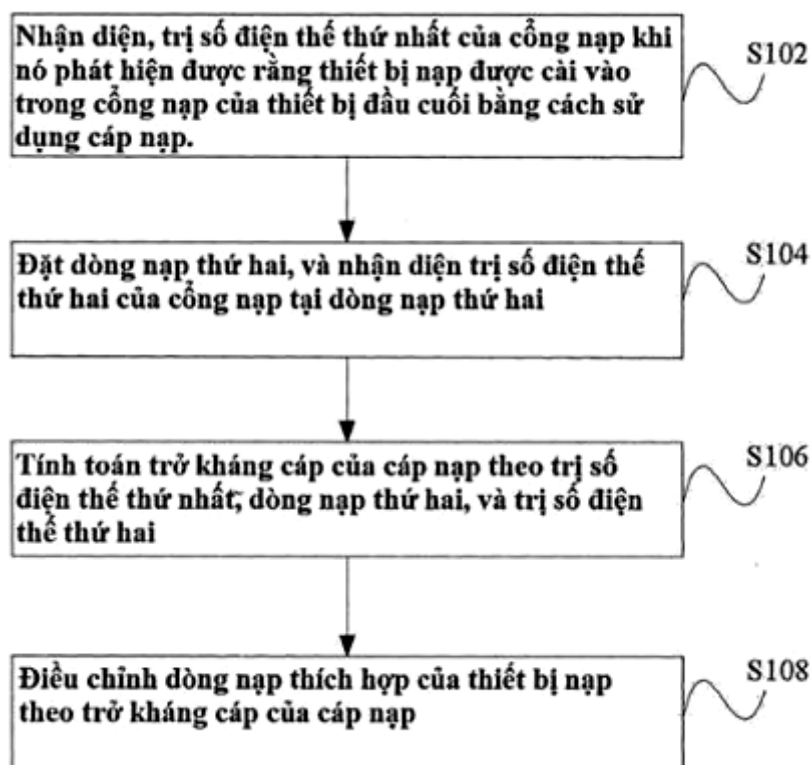 Nhận diện, trị số điện thế thứ nhất của cổng nạp khi
nó phát hiện được rằng thiết bị nạp được cài vào
trong cổng nạp của thiết bị đầu cuối bằng cách sử
dụng cáp nạp.
S102
Đặt dòng nạp thứ hai, và nhận diện trị số điện thế
thứ hai của cổng nạp tại dòng nạp thứ hai
S104
Tính toán trở kháng cáp của cáp nạp theo trị số
điện thế thứ nhất, dòng nạp thứ hai, và trị số điện
thế thứ hai
S106
Điều chỉnh dòng nạp thích hợp của thiết bị nạp
theo trở kháng cáp của cáp nạp
S108